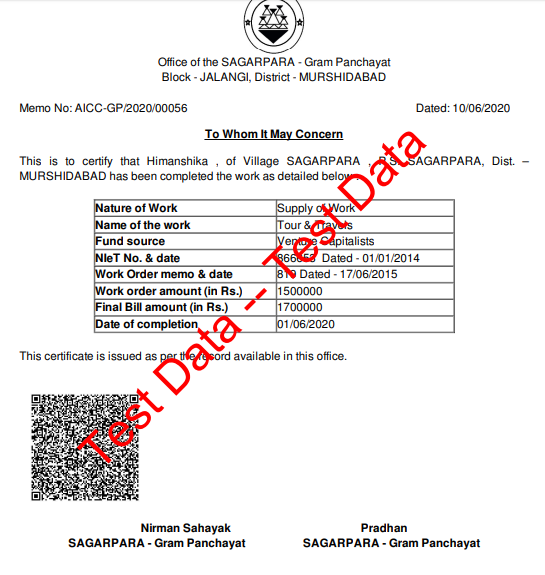 Office of the SAGARPARA - Gram Panchayat
Block - JALANGI, District - MURSHIDABAD
Memo No: AICC-GP/2020/00056 Dated: 10/06/2020
To Whom It May Concern
This is to certify that Himanshika , of Village SAGARPARA , P.S. SAGARPARA, Dist. –
MURSHIDABAD has been completed the work as detailed below.
Nature of Work Supply of Work
Name of the work Tour & Travels
Fund source Venture Capitalists
NIeT No. & date Dated - 01/01/2014
Work Order memo & date Dated - 17/06/2015
Work order amount (in Rs.) 1500000
Final Bill amount (in Rs.) 1700000
Date of completion 01/06/2020
This certificate is issued as per the record available in this office.
Test Data -- Test Data
Nirman Sahayak Pradhan
SAGARPARA - Gram Panchayat SAGARPARA - Gram Panchayat